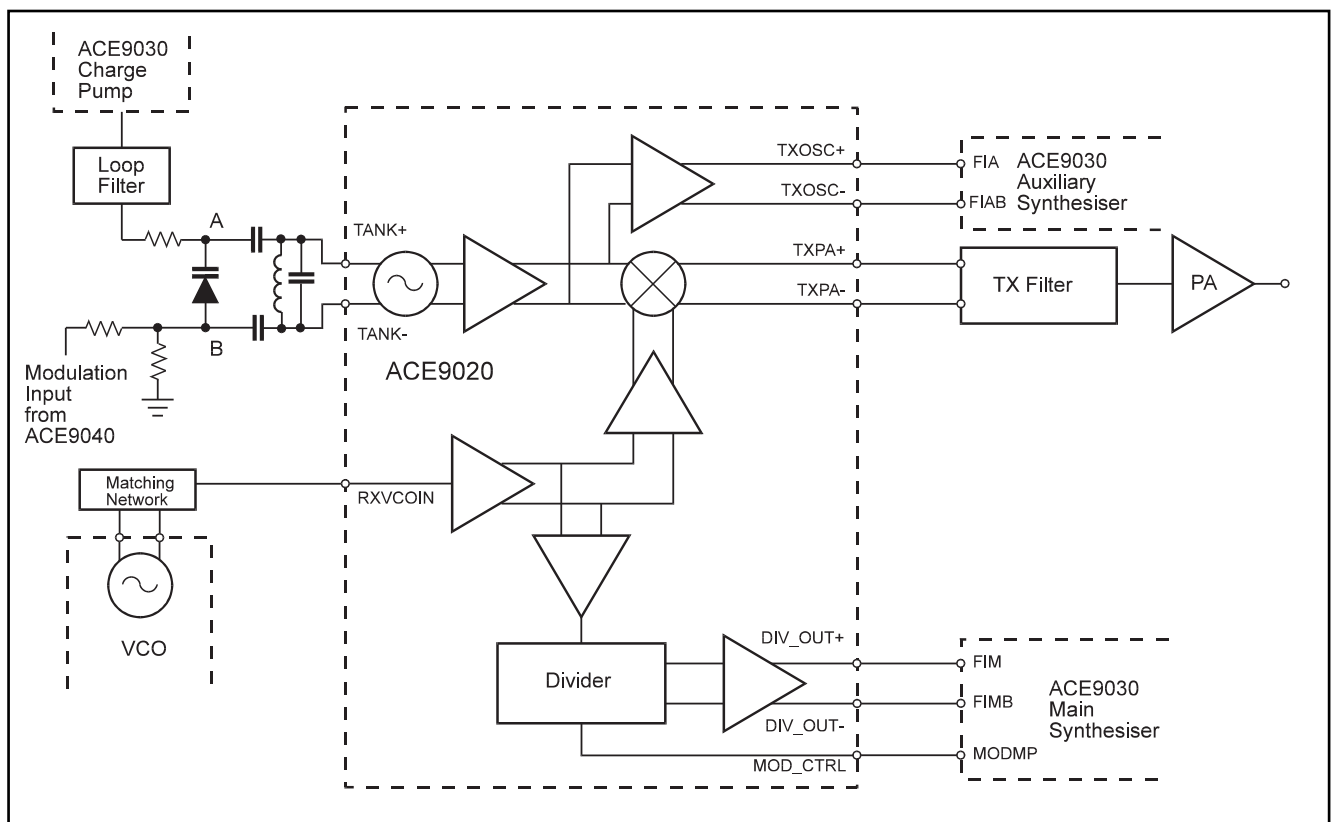 ACE9030
Charge
Pump
Loop
Filter
A
B
Modulation
Input
from
ACE9040
TANK+
TANK-
ACE9020
TXOSC+
TXOSC-
TXPA+
TXPA-
FIA
FIAB
ACE9030
Auxiliary
Synthesiser
TX Filter
PA
Matching
Network
RXVCOIN
VCO
Divider
DIV_OUT+
DIV_OUT-
MOD_CTRL
FIM
FIMB
MODMP
ACE9030
Main
Synthesiser